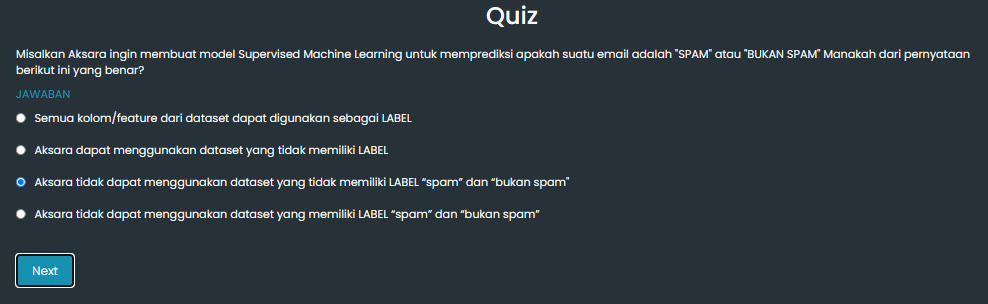 Quiz
Misalkan Aksara ingin membuat model Supervised Machine Learning untuk memprediksi apakah suatu email adalah "SPAM" atau "BUKAN SPAM" Manakah dari pernyataan
berikut ini yang benar?
JAWABAN
Semua kolom/feature dari dataset dapat digunakan sebagai LABEL
Aksara dapat menggunakan dataset yang tidak memiliki LABEL
Aksara tidak dapat menggunakan dataset yang tidak memiliki LABEL “spam” dan “bukan spam"
Aksara tidak dapat menggunakan dataset yang memiliki LABEL “spam” dan “bukan spam”
Next